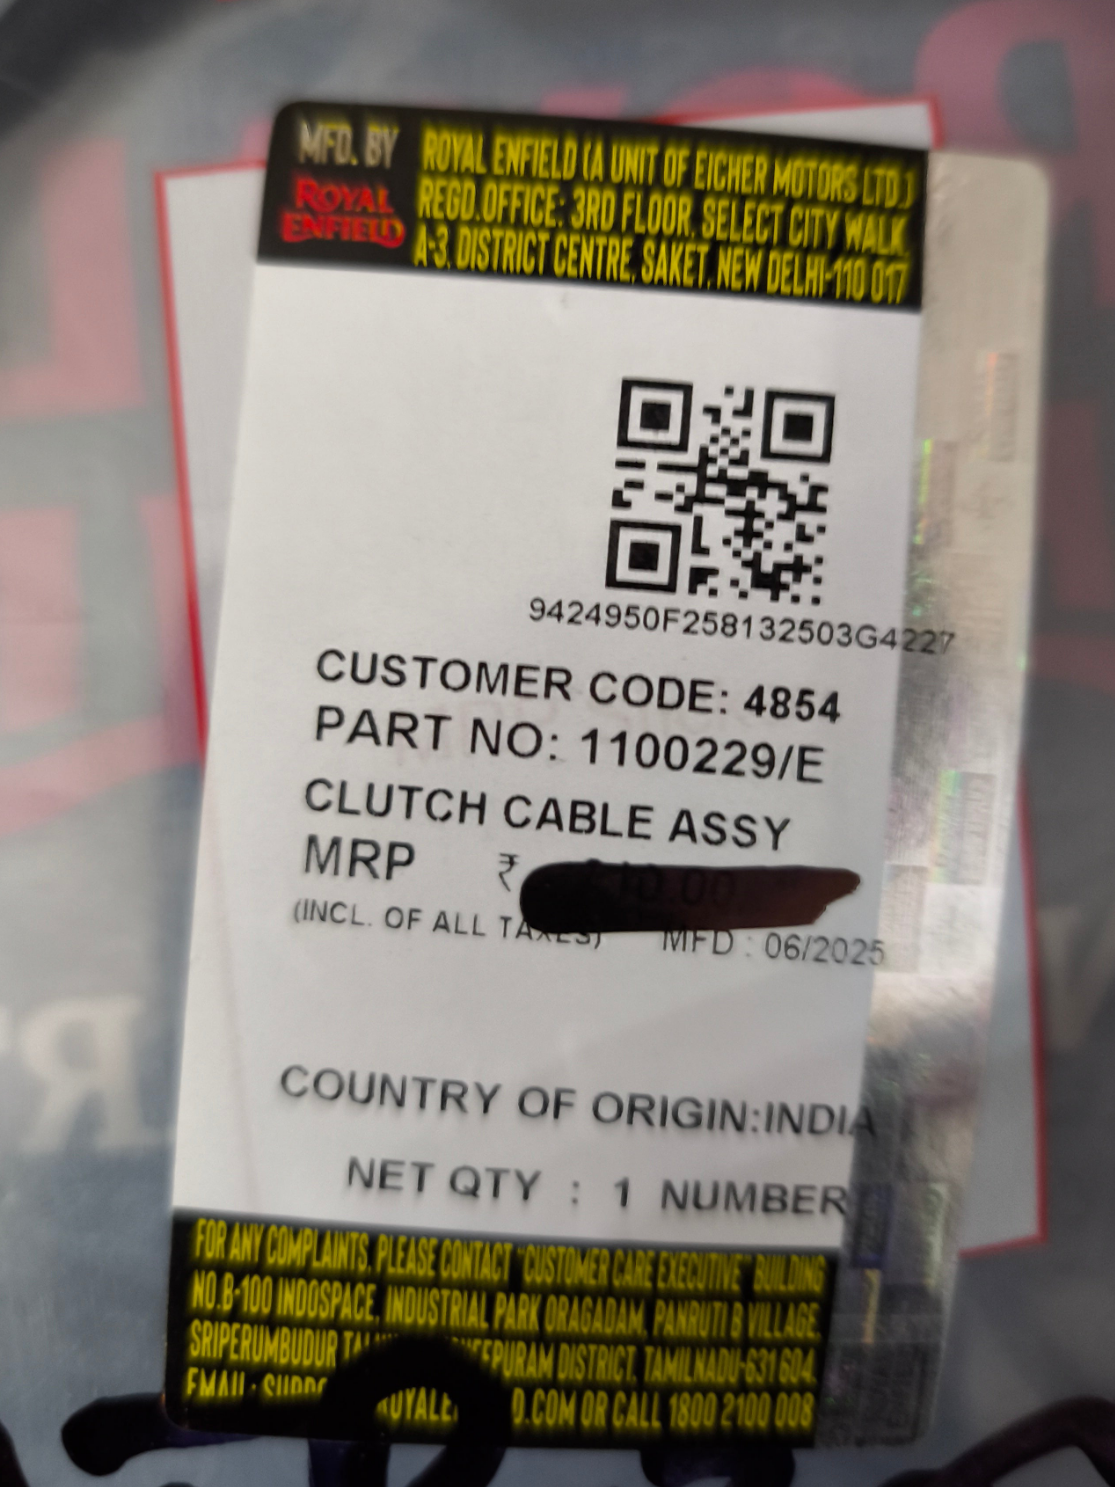 MFD. BY
ROYAL ENFIELD
ROYAL ENFIELD (A UNIT OF EICHER MOTORS LTD.)
REGD.OFFICE: 3RD FLOOR, SELECT CITY WALK,
A-3, DISTRICT CENTRE, SAKET, NEW DELHI-110 017
9424950F258132503G4227
CUSTOMER CODE: 4854
PART NO: 1100229/E
CLUTCH CABLE ASSY
MRP ₹
(INCL. OF ALL TAXES) MFD : 06/2025
COUNTRY OF ORIGIN:INDIA
NET QTY : 1 NUMBER
FOR ANY COMPLAINTS, PLEASE CONTACT "CUSTOMER CARE EXECUTIVE" BUILDING
NO.B-100 INDOSPACE, INDUSTRIAL PARK ORAGADAM, PANRUTI B VILLAGE,
SRIPERUMBUDUR DISTRICT, TAMILNADU-631 604.
EMAIL : .COM OR CALL 1800 2100 008